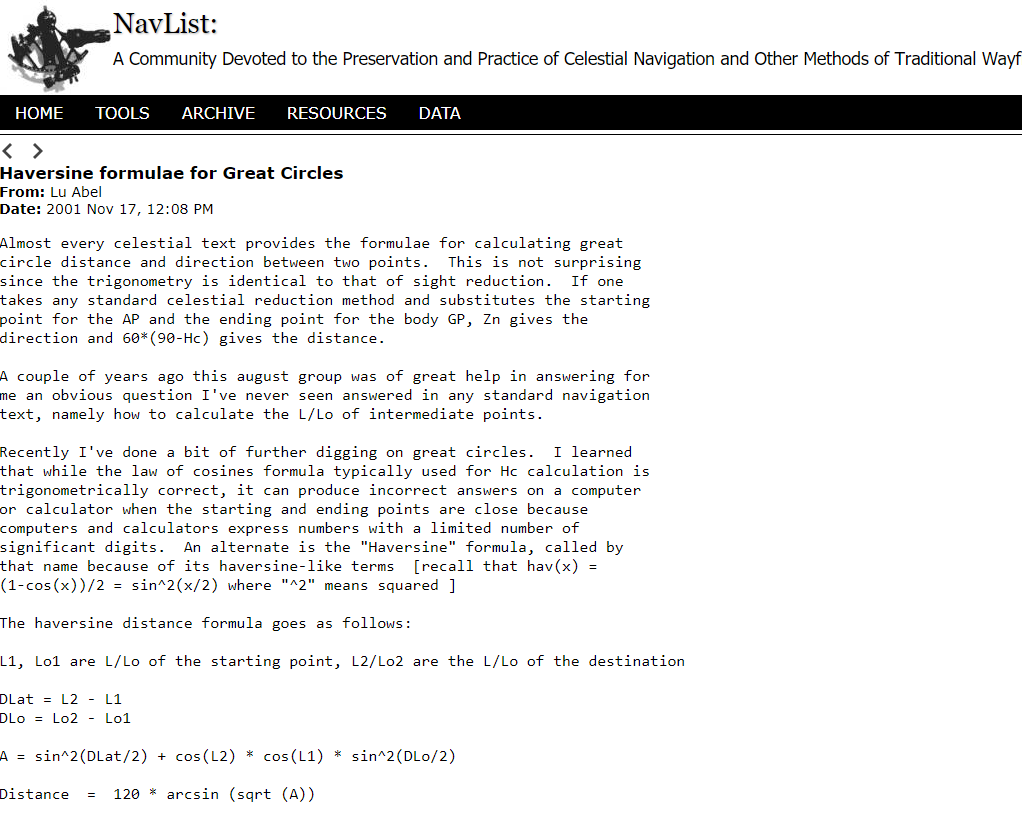 NavList:
A Community Devoted to the Preservation and Practice of Celestial Navigation and Other Methods of Traditional Wayf
HOME TOOLS ARCHIVE RESOURCES DATA
Haversine formulae for Great Circles
From: Lu Abel
Date: 2001 Nov 17, 12:08 PM
Almost every celestial text provides the formulae for calculating great
circle distance and direction between two points.  This is not surprising
since the trigonometry is identical to that of sight reduction.  If one
takes any standard celestial reduction method and substitutes the starting
point for the AP and the ending point for the body GP, Zn gives the
direction and 60*(90-Hc) gives the distance.
A couple of years ago this august group was of great help in answering for
me an obvious question I've never seen answered in any standard navigation
text, namely how to calculate the L/Lo of intermediate points.
Recently I've done a bit of further digging on great circles.  I learned
that while the law of cosines formula typically used for Hc calculation is
trigonometrically correct, it can produce incorrect answers on a computer
or calculator when the starting and ending points are close because
computers and calculators express numbers with a limited number of
significant digits.  An alternate is the "Haversine" formula, called by
that name because of its haversine-like terms  [recall that hav(x) =
(1-cos(x))/2 = sin^2(x/2) where "^2" means squared ]
The haversine distance formula goes as follows:
L1, Lo1 are L/Lo of the starting point, L2/Lo2 are the L/Lo of the destination
DLat = L2 - L1
DLo = Lo2 - Lo1
A = sin^2(DLat/2) + cos(L2) * cos(L1) * sin^2(DLo/2)
Distance  =  120 * arcsin (sqrt (A))